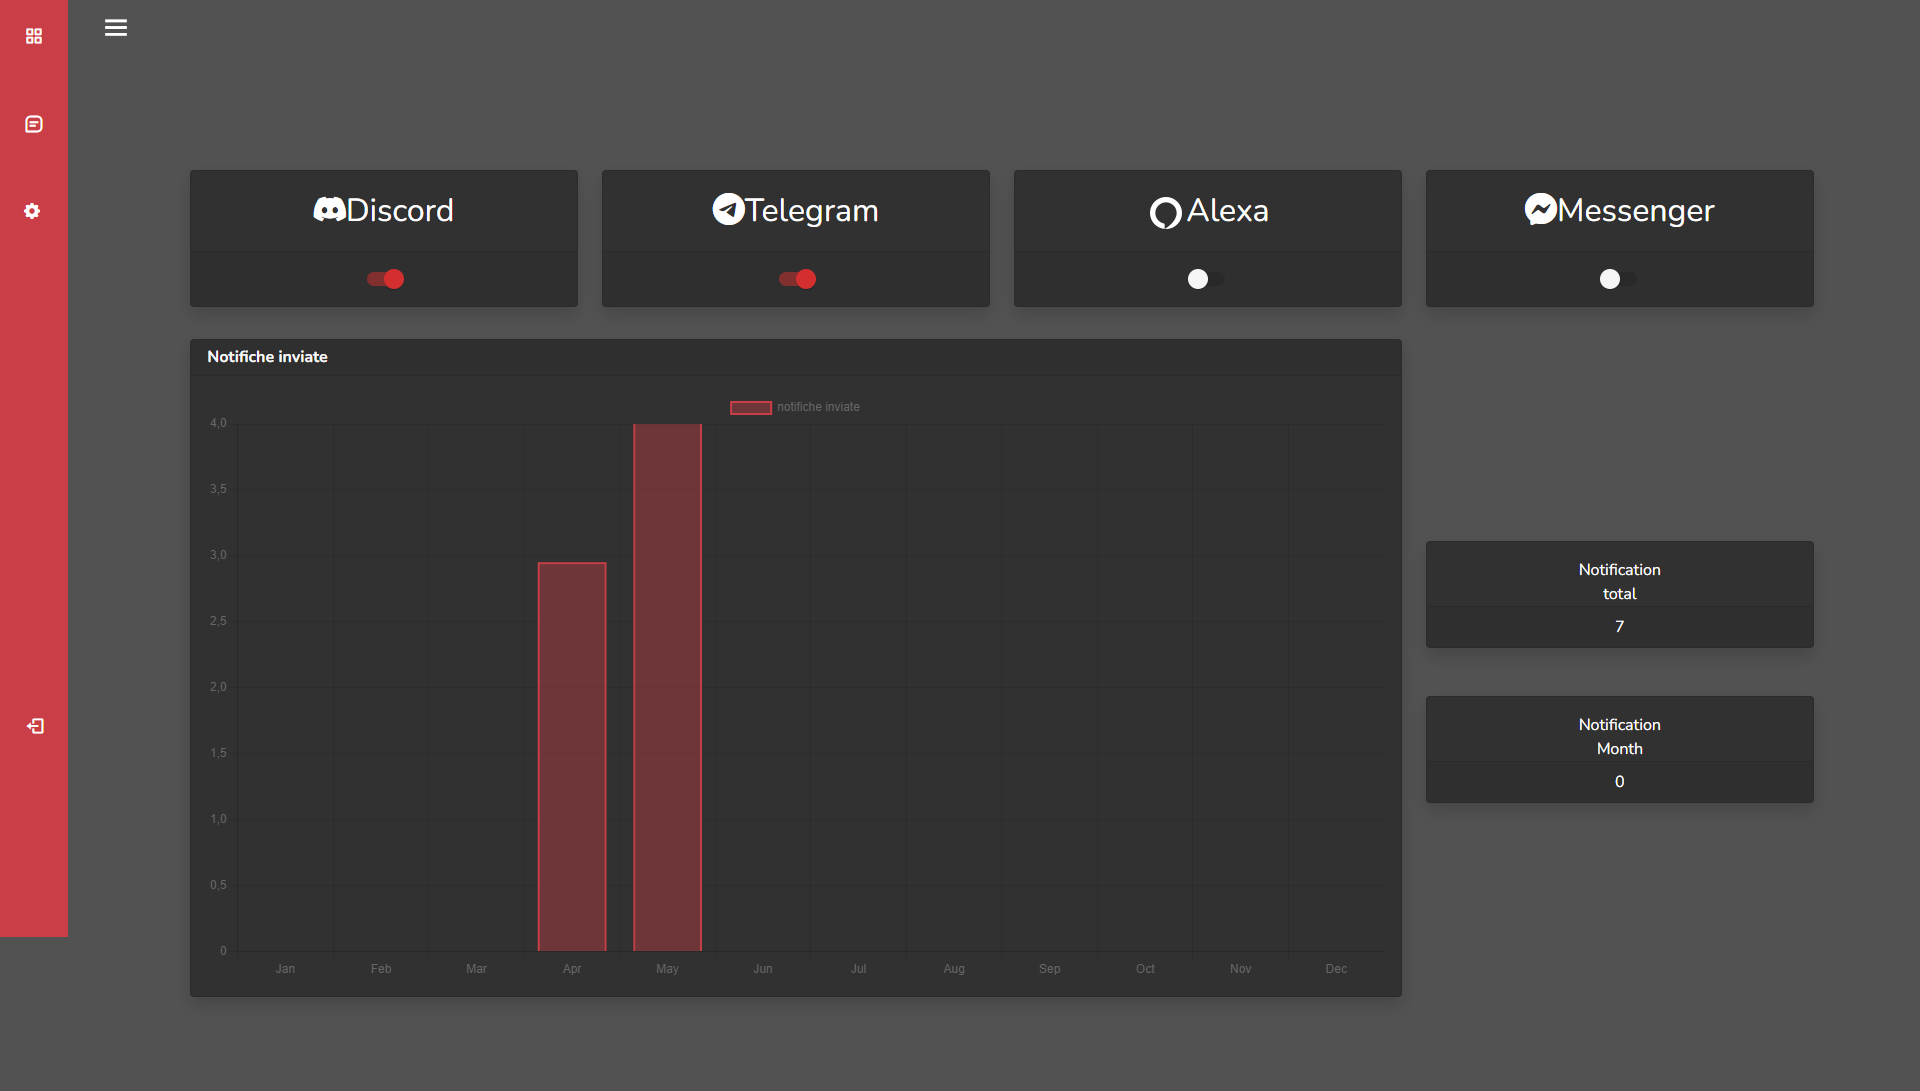 Discord
Telegram
Alexa
Messenger
Notifiche inviate
notifiche inviate
4,0
3,5
3,0
2,5
2,0
1,5
1,0
0,5
0
Jan Feb Mar Apr May Jun Jul Aug Sep Oct Nov Dec
Notification
total
7
Notification
Month
0